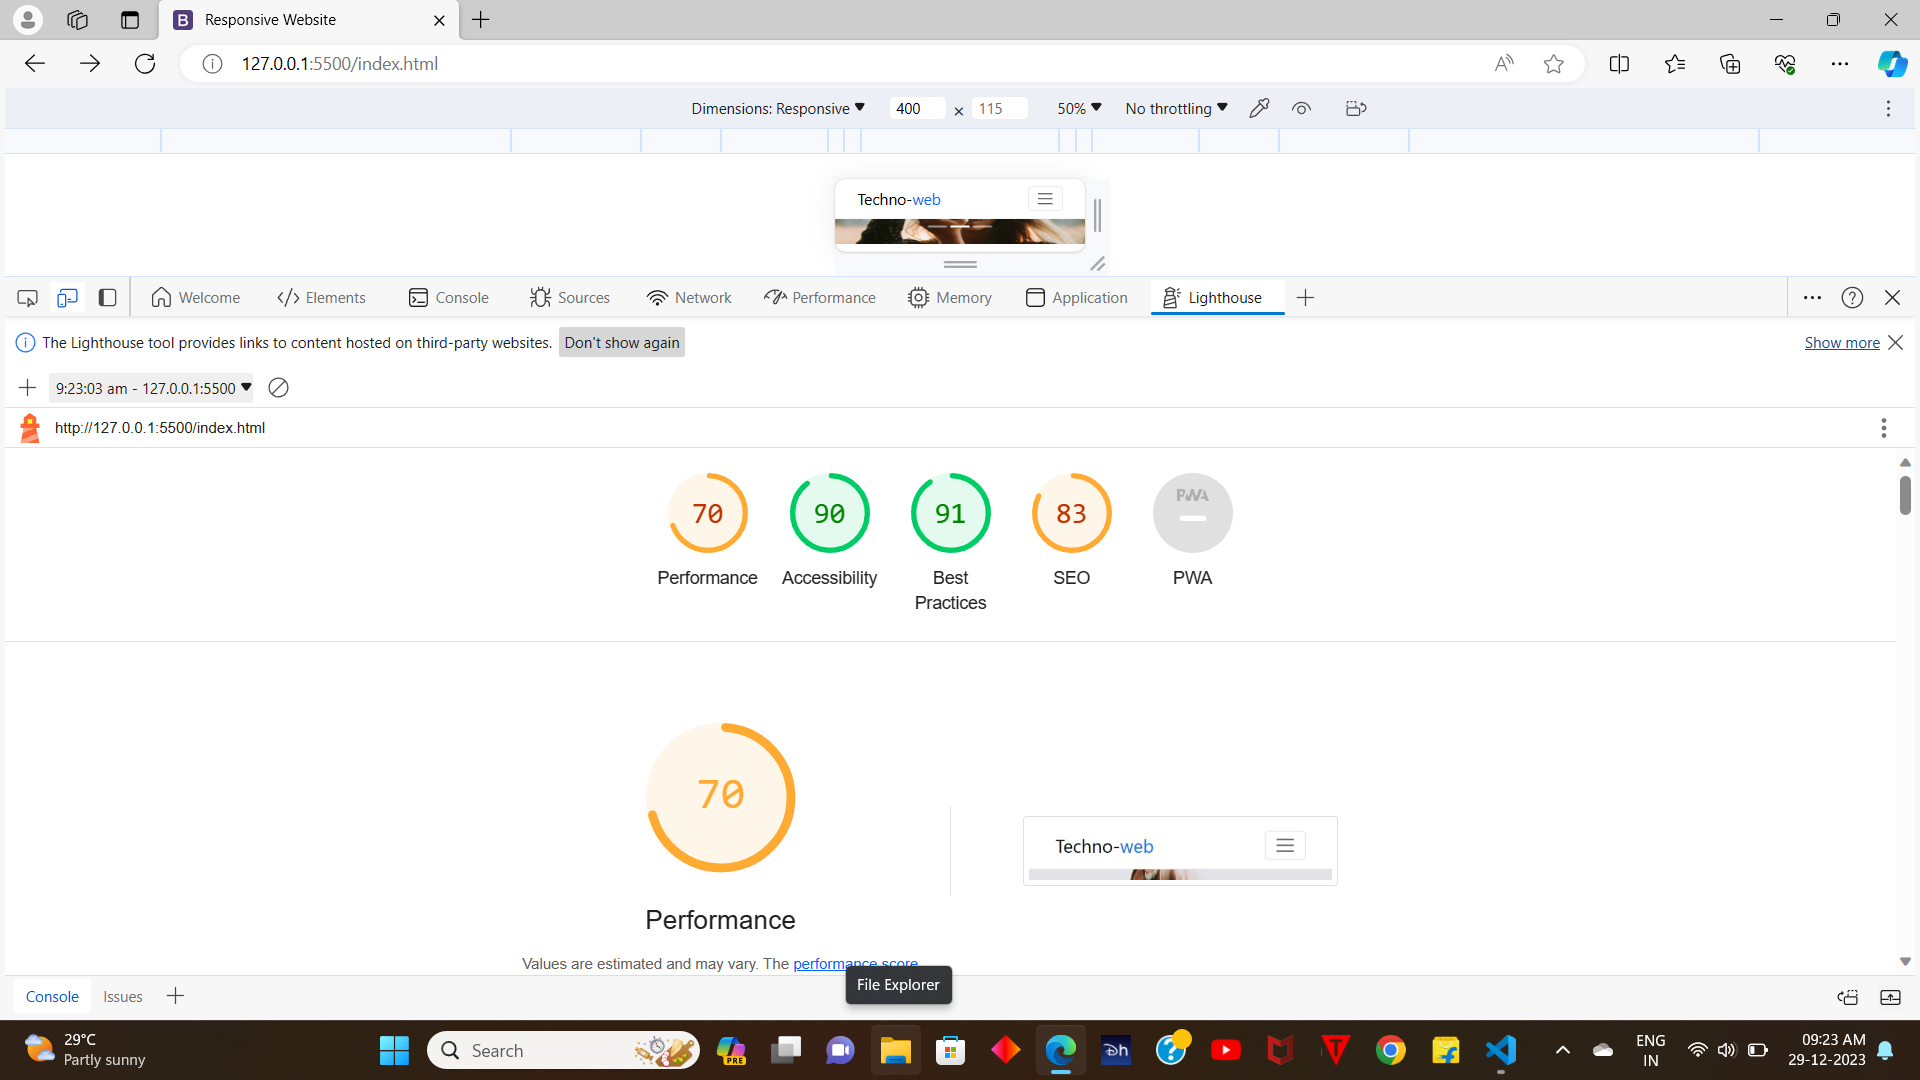 Responsive Website
127.0.0.1:5500/index.html
Dimensions: Responsive 400 × 115 50% No throttling
Techno-web
Welcome Elements Console Sources Network Performance Memory Application Lighthouse
The Lighthouse tool provides links to content hosted on third-party websites. Don't show again Show more
9:23:03 am - 127.0.0.1:5500
http://127.0.0.1:5500/index.html
70 90 91 83 PWA
Performance Accessibility Best Practices SEO PWA
70
Techno-web
Performance
Values are estimated and may vary. The performance score
File Explorer
Console Issues
29°C
Partly sunny
Search
PRE
ENG
IN
09:23 AM
29-12-2023